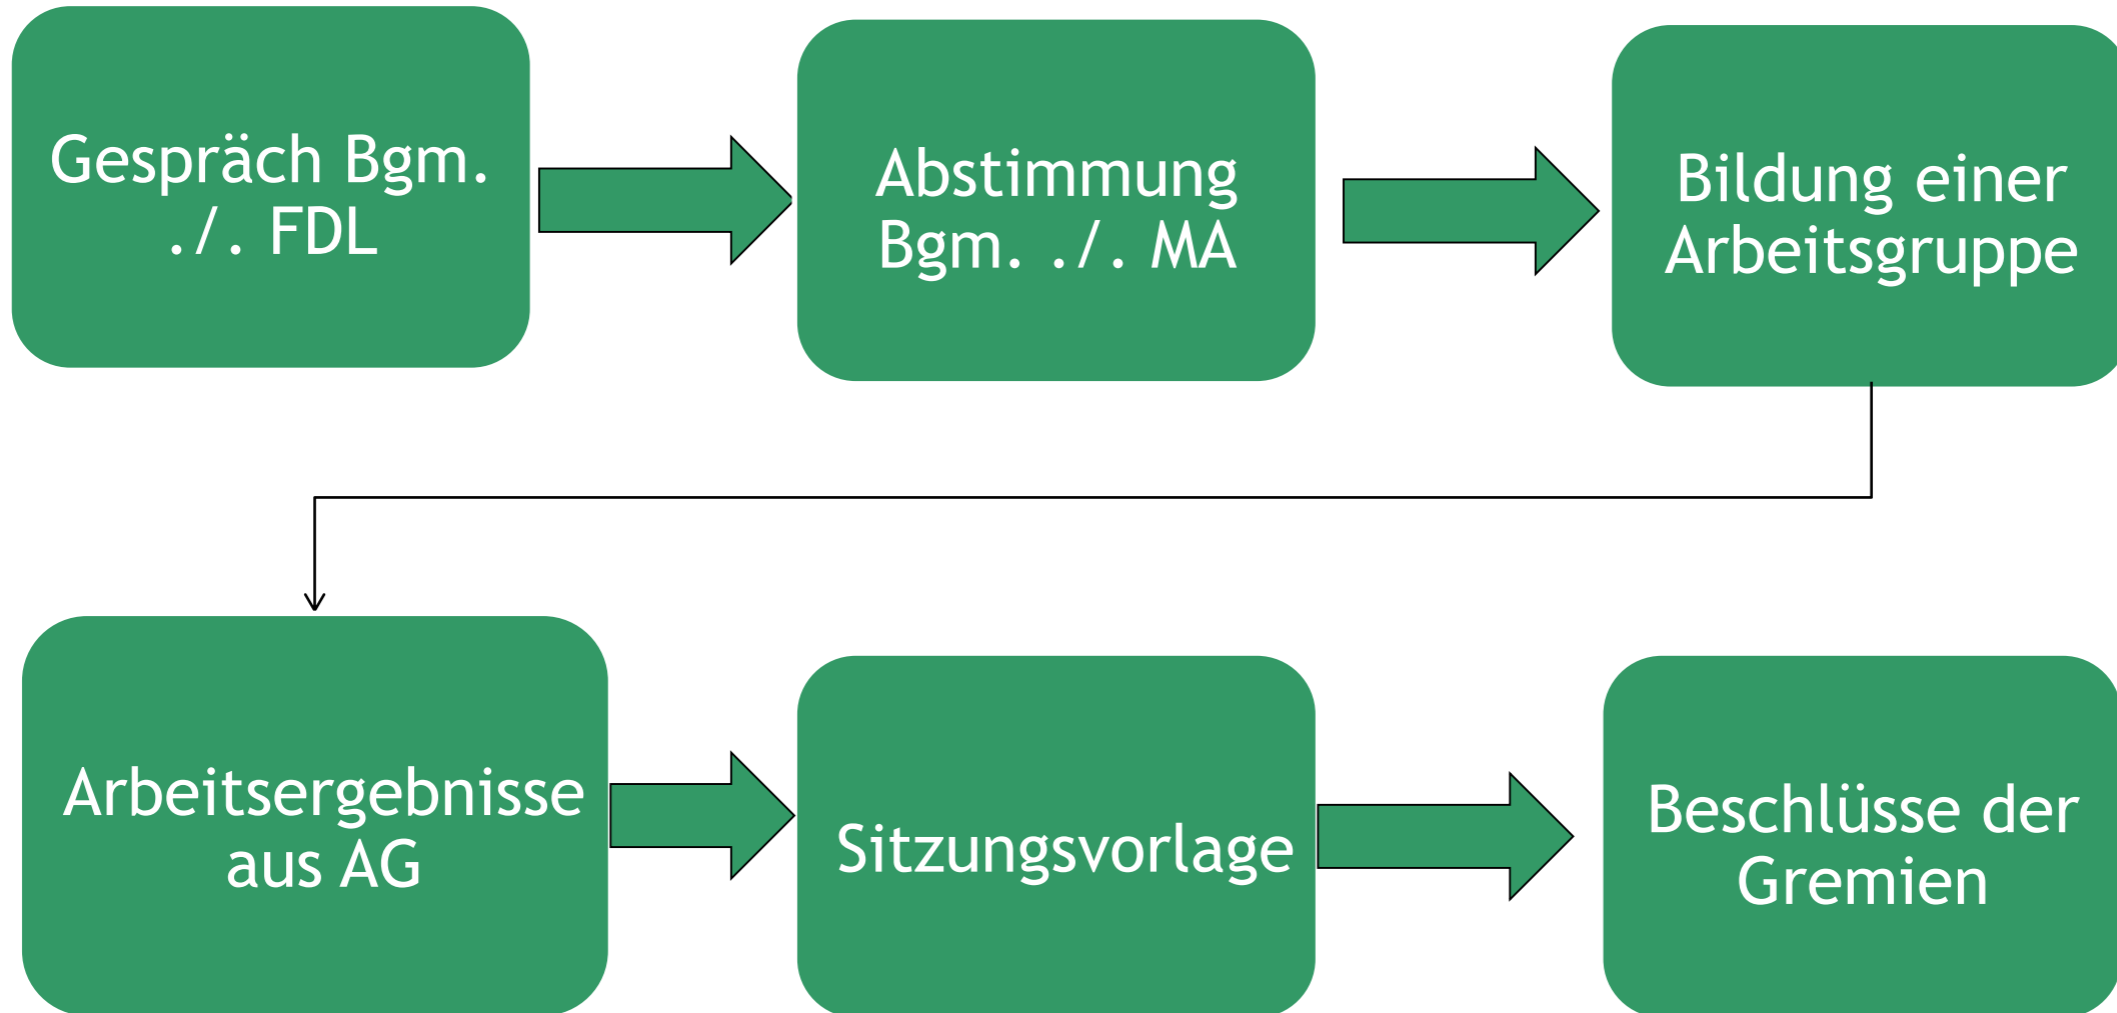 Gespräch Bgm.
./. FDL
Abstimmung
Bgm. ./. MA
Bildung einer
Arbeitsgruppe
Arbeitsergebnisse
aus AG
Sitzungsvorlage
Beschlüsse der
Gremien